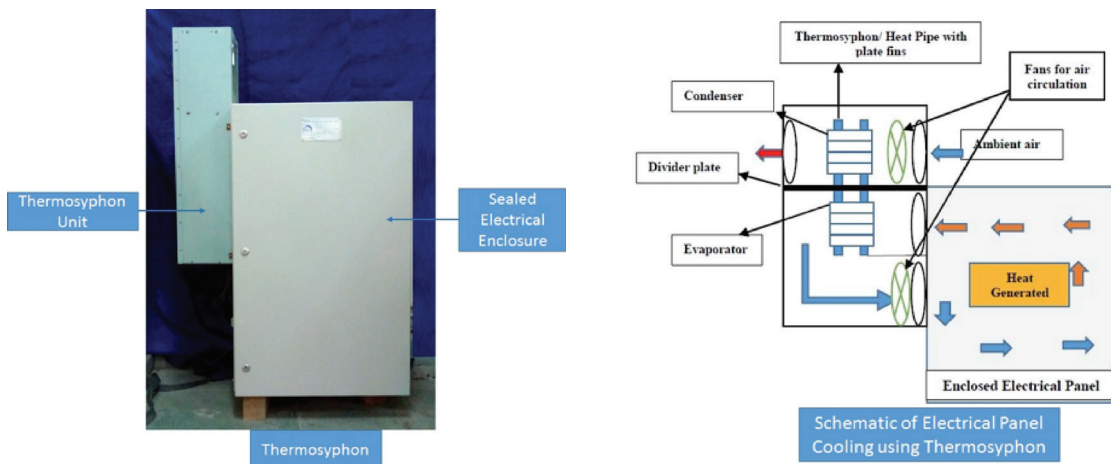 Thermosyphon
Unit
Sealed
Electrical
Enclosure
Thermosyphon
Thermosyphon/ Heat Pipe with
plate fins
Condenser
Fans for air
circulation
Ambient air
Divider plate
Evaporator
Heat
Generated
Enclosed Electrical Panel
Schematic of Electrical Panel
Cooling using Thermosyphon